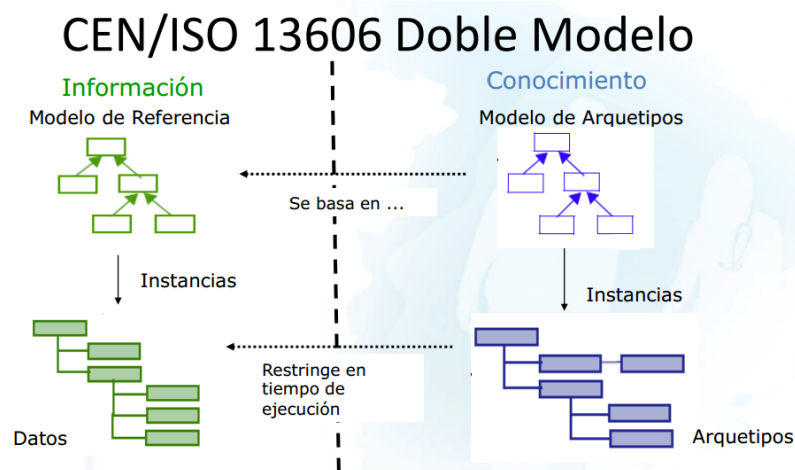 CEN/ISO 13606 Doble Modelo
Información
Conocimiento
Modelo de Referencia
Modelo de Arquetipos
Se basa en ...
Instancias
Instancias
Restringe en
tiempo de
ejecución
Datos
Arquetipos